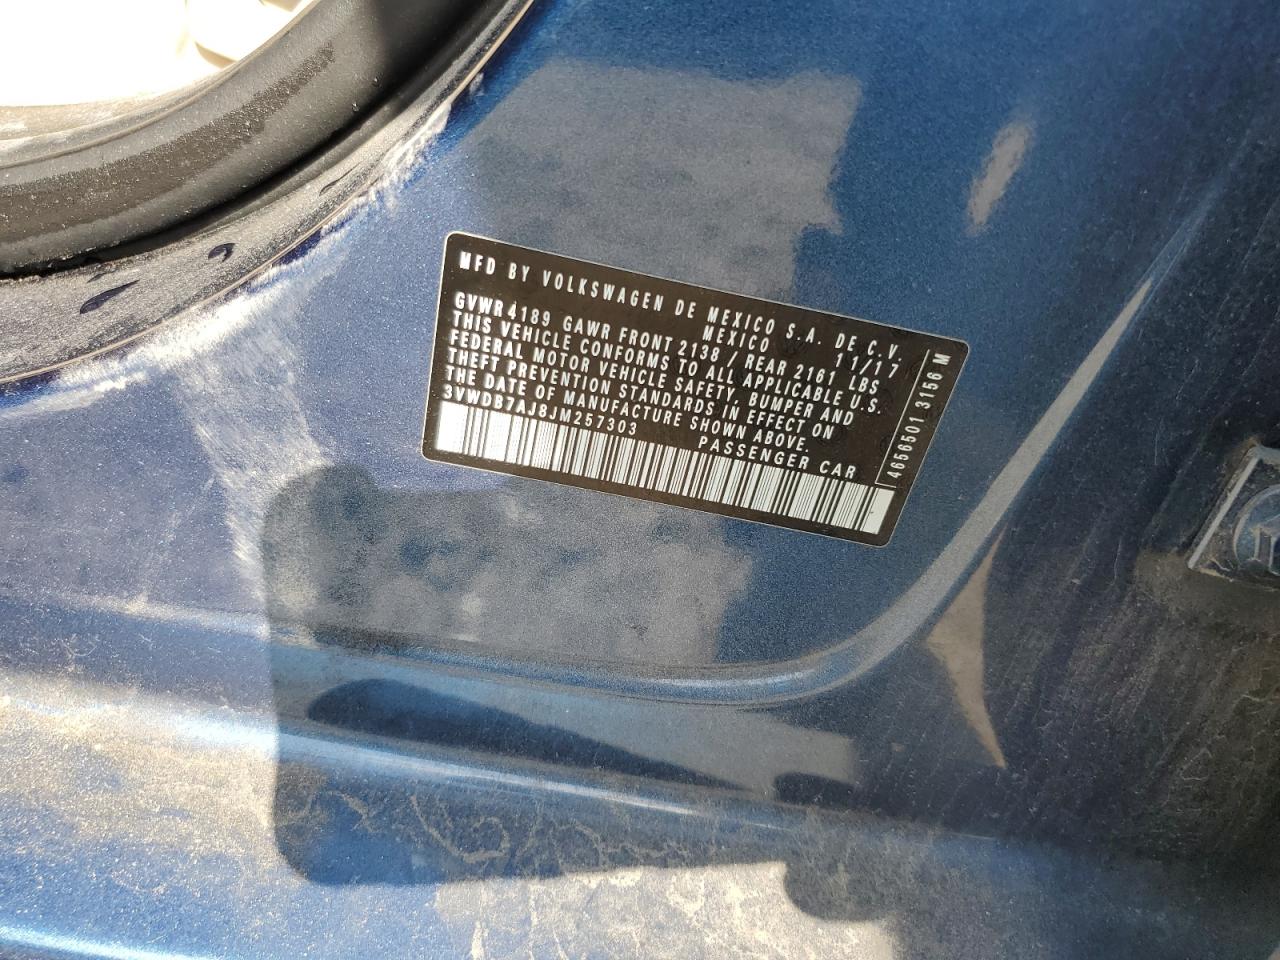 MFD BY VOLKSWAGEN DE MEXICO S.A. DE C.V.
MEXICO 11/17
GVWR 4189 GAWR FRONT 2138 / REAR 2161 LBS
THIS VEHICLE CONFORMS TO ALL APPLICABLE U.S.
FEDERAL MOTOR VEHICLE SAFETY, BUMPER AND
THEFT PREVENTION STANDARDS IN EFFECT ON
THE DATE OF MANUFACTURE SHOWN ABOVE.
3VWDB7AJ8JM257303 PASSENGER CAR
4656501 3156 M